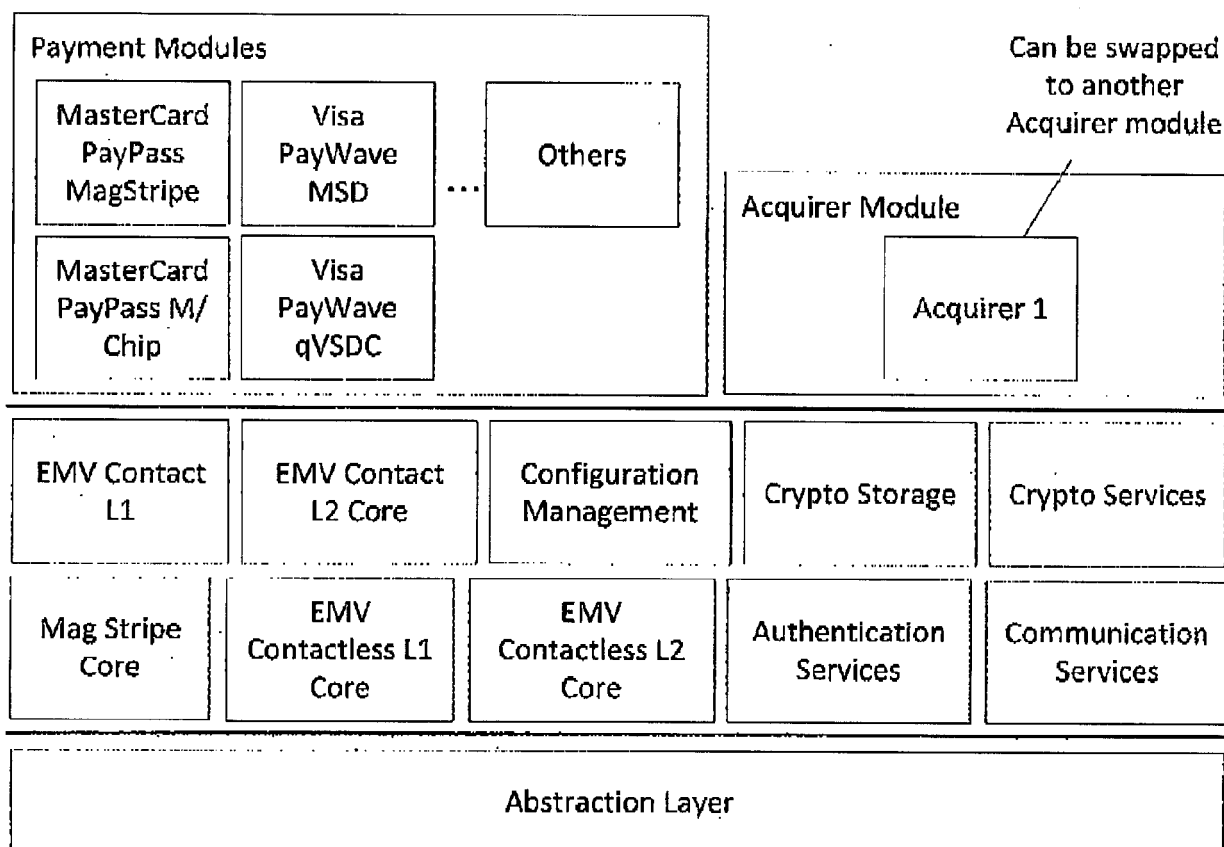 Payment Modules
MasterCard
PayPass
MagStripe
Visa
PayWave
MSD
...
Others
MasterCard
PayPass M/
Chip
Visa
PayWave
qVSDC
Can be swapped
to another
Acquirer module
Acquirer Module
Acquirer 1
EMV Contact
L1
EMV Contact
L2 Core
Configuration
Management
Crypto Storage
Crypto Services
Mag Stripe
Core
EMV
Contactless L1
Core
EMV
Contactless L2
Core
Authentication
Services
Communication
Services
Abstraction Layer